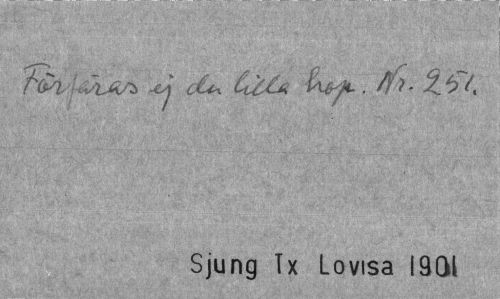 Förfäras ej du lilla hop. Nr. 251.
Sjung Tx Lovisa 1901